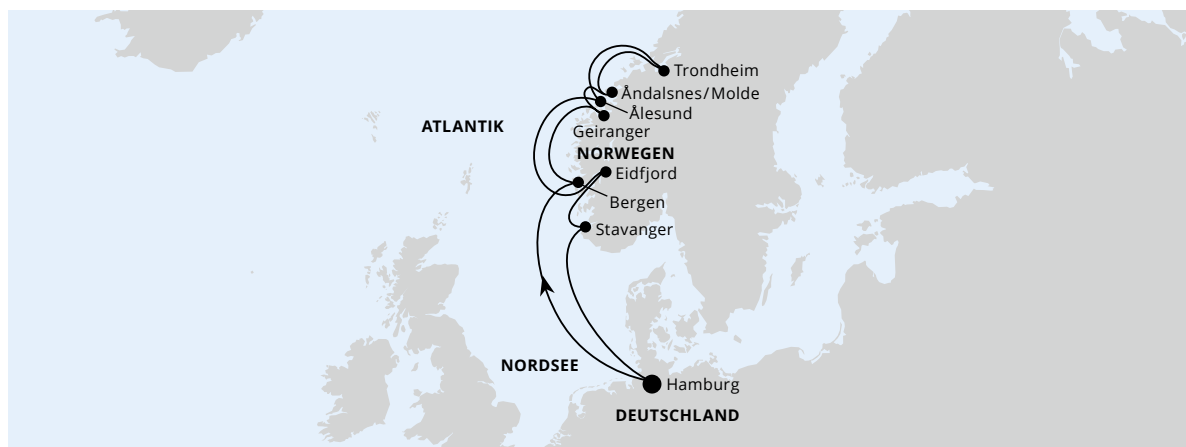 Trondheim
Åndalsnes/Molde
Ålesund
ATLANTIK
Geiranger
NORWEGEN
Eidfjord
Bergen
Stavanger
NORDSEE
Hamburg
DEUTSCHLAND